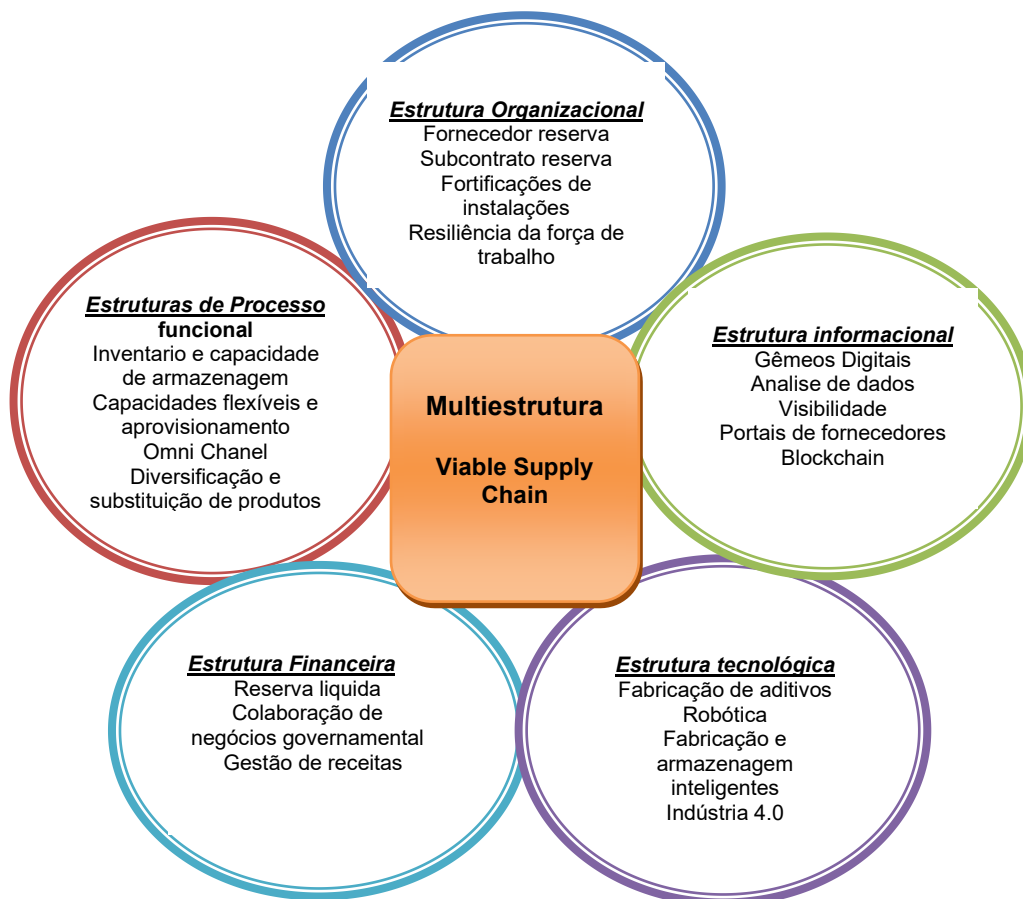 Estrutura Organizacional
Fornecedor reserva
Subcontrato reserva
Fortificações de
instalações
Resiliência da força de
trabalho
Estruturas de Processo
funcional
Inventario e capacidade
de armazenagem
Capacidades flexíveis e
aprovisionamento
Omni Chanel
Diversificação e
substituição de produtos
Multiestrutura
Viable Supply
Chain
Estrutura informacional
Gêmeos Digitais
Analise de dados
Visibilidade
Portais de fornecedores
Blockchain
Estrutura Financeira
Reserva liquida
Colaboração de
negócios governamental
Gestão de receitas
Estrutura tecnológica
Fabricação de aditivos
Robótica
Fabricação e
armazenagem
inteligentes
Indústria 4.0